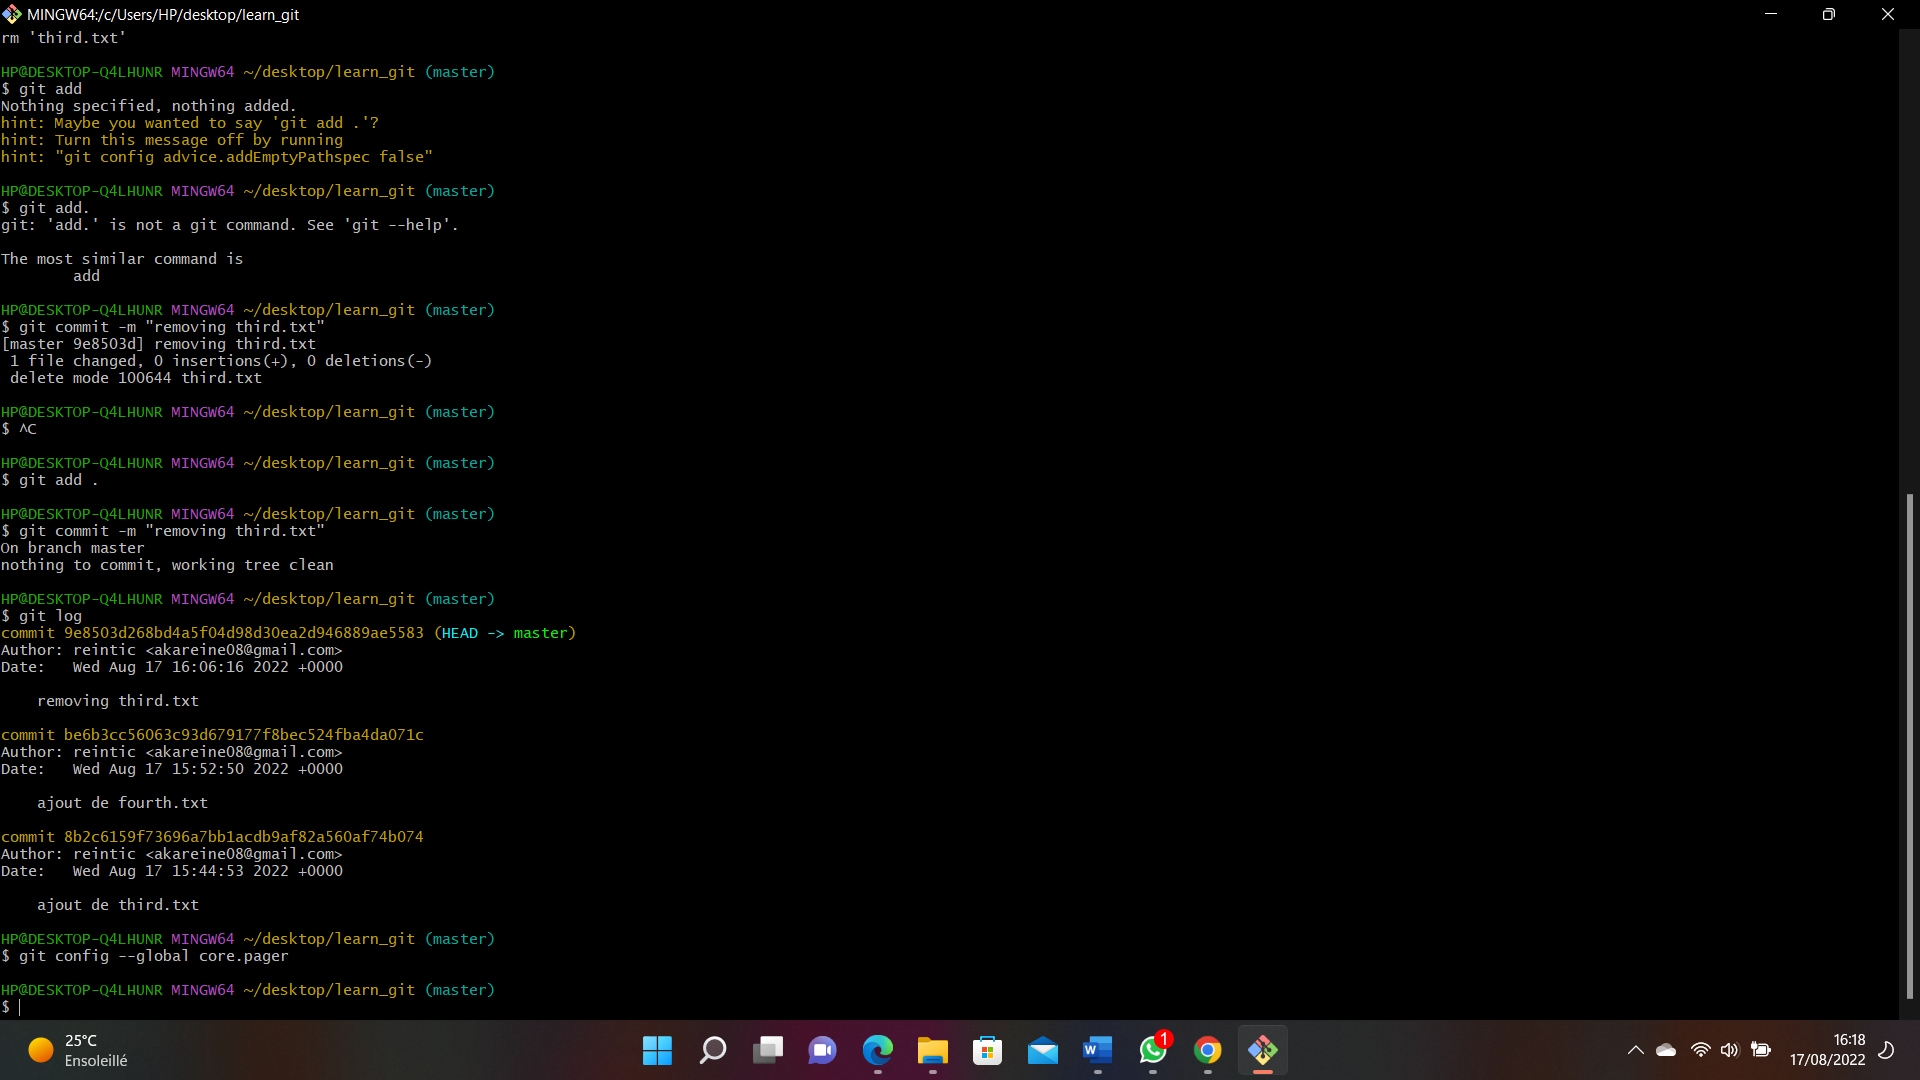 MINGW64:/c/Users/HP/desktop/learn_git
rm 'third.txt'
HP@DESKTOP-Q4LHUNR MINGW64 ~/desktop/learn_git (master)
$ git add
Nothing specified, nothing added.
hint: Maybe you wanted to say 'git add .'?
hint: Turn this message off by running
hint: "git config advice.addEmptyPathspec false"
HP@DESKTOP-Q4LHUNR MINGW64 ~/desktop/learn_git (master)
$ git add.
git: 'add.' is not a git command. See 'git --help'.
The most similar command is
add
HP@DESKTOP-Q4LHUNR MINGW64 ~/desktop/learn_git (master)
$ git commit -m "removing third.txt"
[master 9e8503d] removing third.txt
1 file changed, 0 insertions(+), 0 deletions(-)
delete mode 100644 third.txt
HP@DESKTOP-Q4LHUNR MINGW64 ~/desktop/learn_git (master)
$ ^C
HP@DESKTOP-Q4LHUNR MINGW64 ~/desktop/learn_git (master)
$ git add .
HP@DESKTOP-Q4LHUNR MINGW64 ~/desktop/learn_git (master)
$ git commit -m "removing third.txt"
On branch master
nothing to commit, working tree clean
HP@DESKTOP-Q4LHUNR MINGW64 ~/desktop/learn_git (master)
$ git log
commit 9e8503d268bd4a5f04d98d30ea2d946889ae5583 (HEAD -> master)
Author: reintic <akareine08@gmail.com>
Date:   Wed Aug 17 16:06:16 2022 +0000
removing third.txt
commit be6b3cc56063c93d679177f8bec524fba4da071c
Author: reintic <akareine08@gmail.com>
Date:   Wed Aug 17 15:52:50 2022 +0000
ajout de fourth.txt
commit 8b2c6159f73696a7bb1acdb9af82a560af74b074
Author: reintic <akareine08@gmail.com>
Date:   Wed Aug 17 15:44:53 2022 +0000
ajout de third.txt
HP@DESKTOP-Q4LHUNR MINGW64 ~/desktop/learn_git (master)
$ git config --global core.pager
HP@DESKTOP-Q4LHUNR MINGW64 ~/desktop/learn_git (master)
$
25°C
Ensoleillé
W
1
16:18
17/08/2022